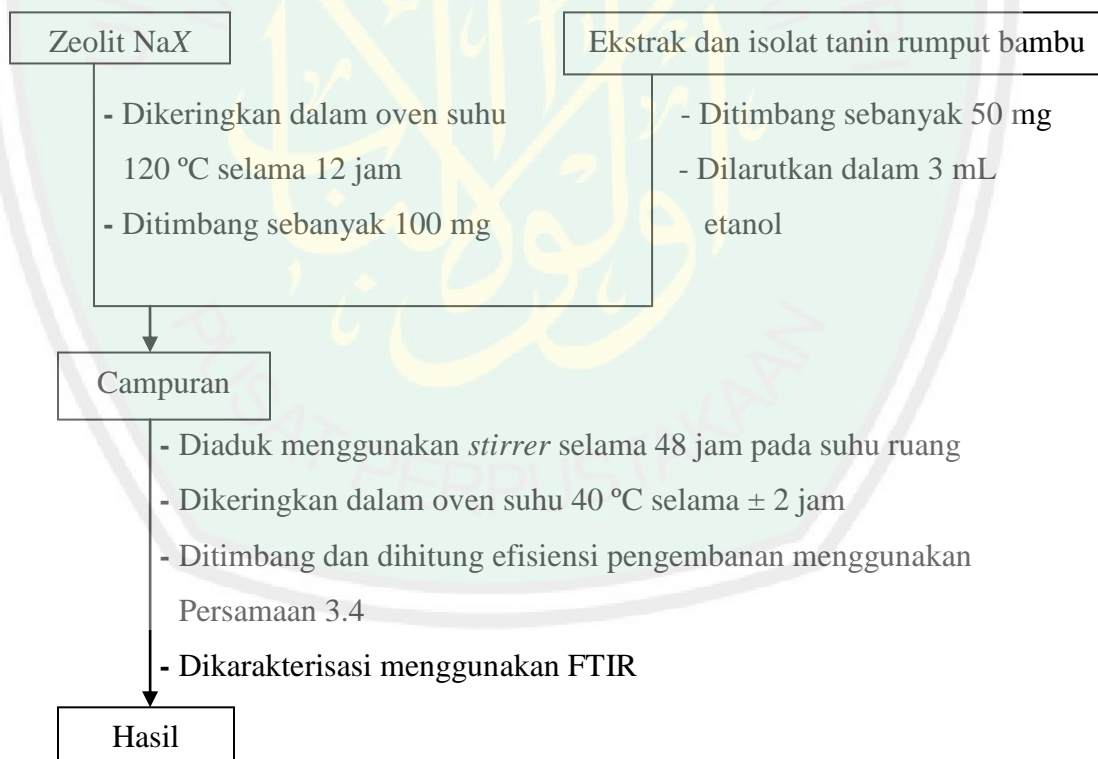 Zeolit NaX
Ekstrak dan isolat tanin rumput bambu
- Dikeringkan dalam oven suhu
120 ºC selama 12 jam
- Ditimbang sebanyak 100 mg
- Ditimbang sebanyak 50 mg
- Dilarutkan dalam 3 mL
etanol
Campuran
- Diaduk menggunakan stirrer selama 48 jam pada suhu ruang
- Dikeringkan dalam oven suhu 40 ºC selama ± 2 jam
- Ditimbang dan dihitung efisiensi pengembanan menggunakan
Persamaan 3.4
- Dikarakterisasi menggunakan FTIR
Hasil
PUSAT PERPUSTAKAAN